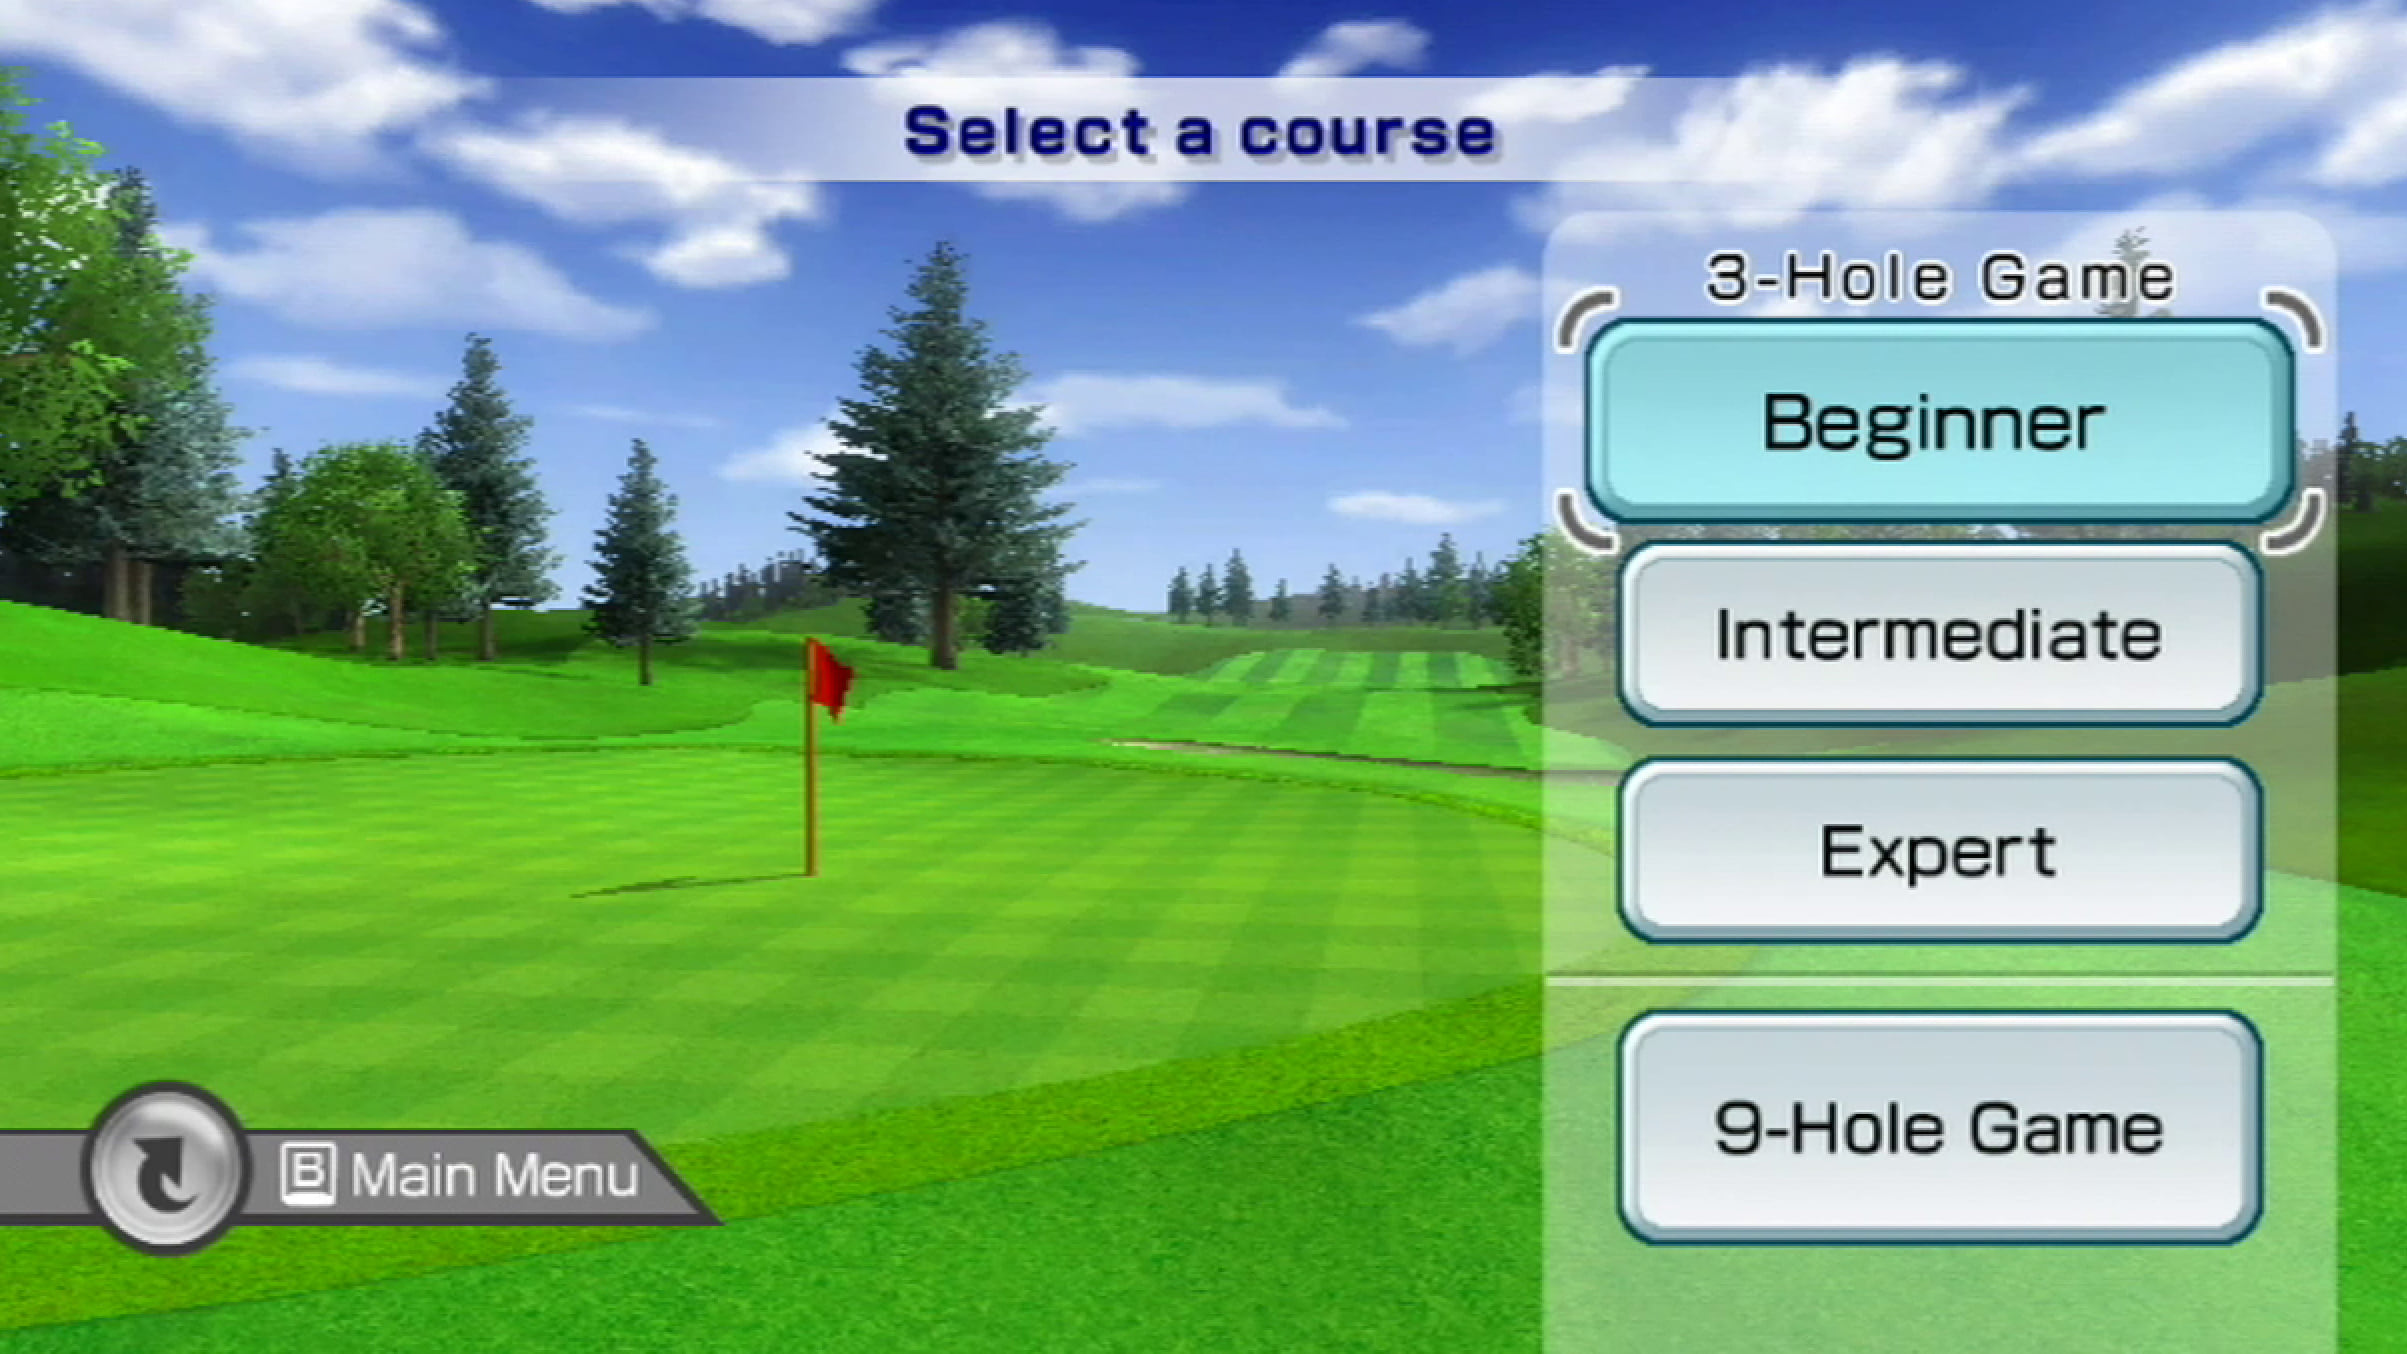 Select a course
3-Hole Game
Beginner
Intermediate
Expert
9-Hole Game
B Main Menu